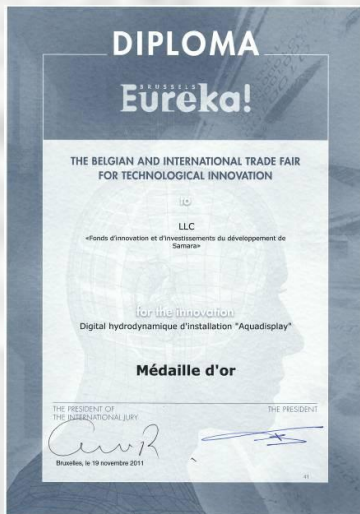 DIPLOMA
BRUSSELS
Eureka!
THE BELGIAN AND INTERNATIONAL TRADE FAIR
FOR TECHNOLOGICAL INNOVATION
to
LLC
«Fonds d'innovation et d'investissements du développement de
Samara»
for the innovation
Digital hydrodynamique d'installation "Aquadisplay"
Médaille d'or
THE PRESIDENT OF
THE INTERNATIONAL JURY
THE PRESIDENT
Bruxelles, le 19 novembre 2011